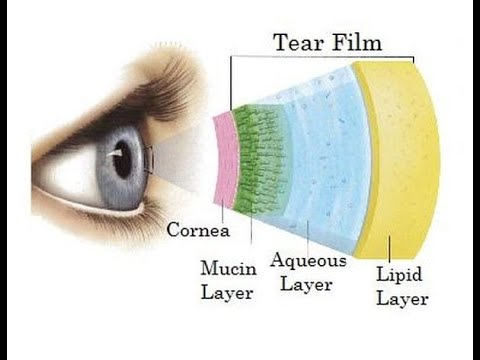 Tear Film
Cornea
Mucin
Layer
Aqueous
Layer
Lipid
Layer